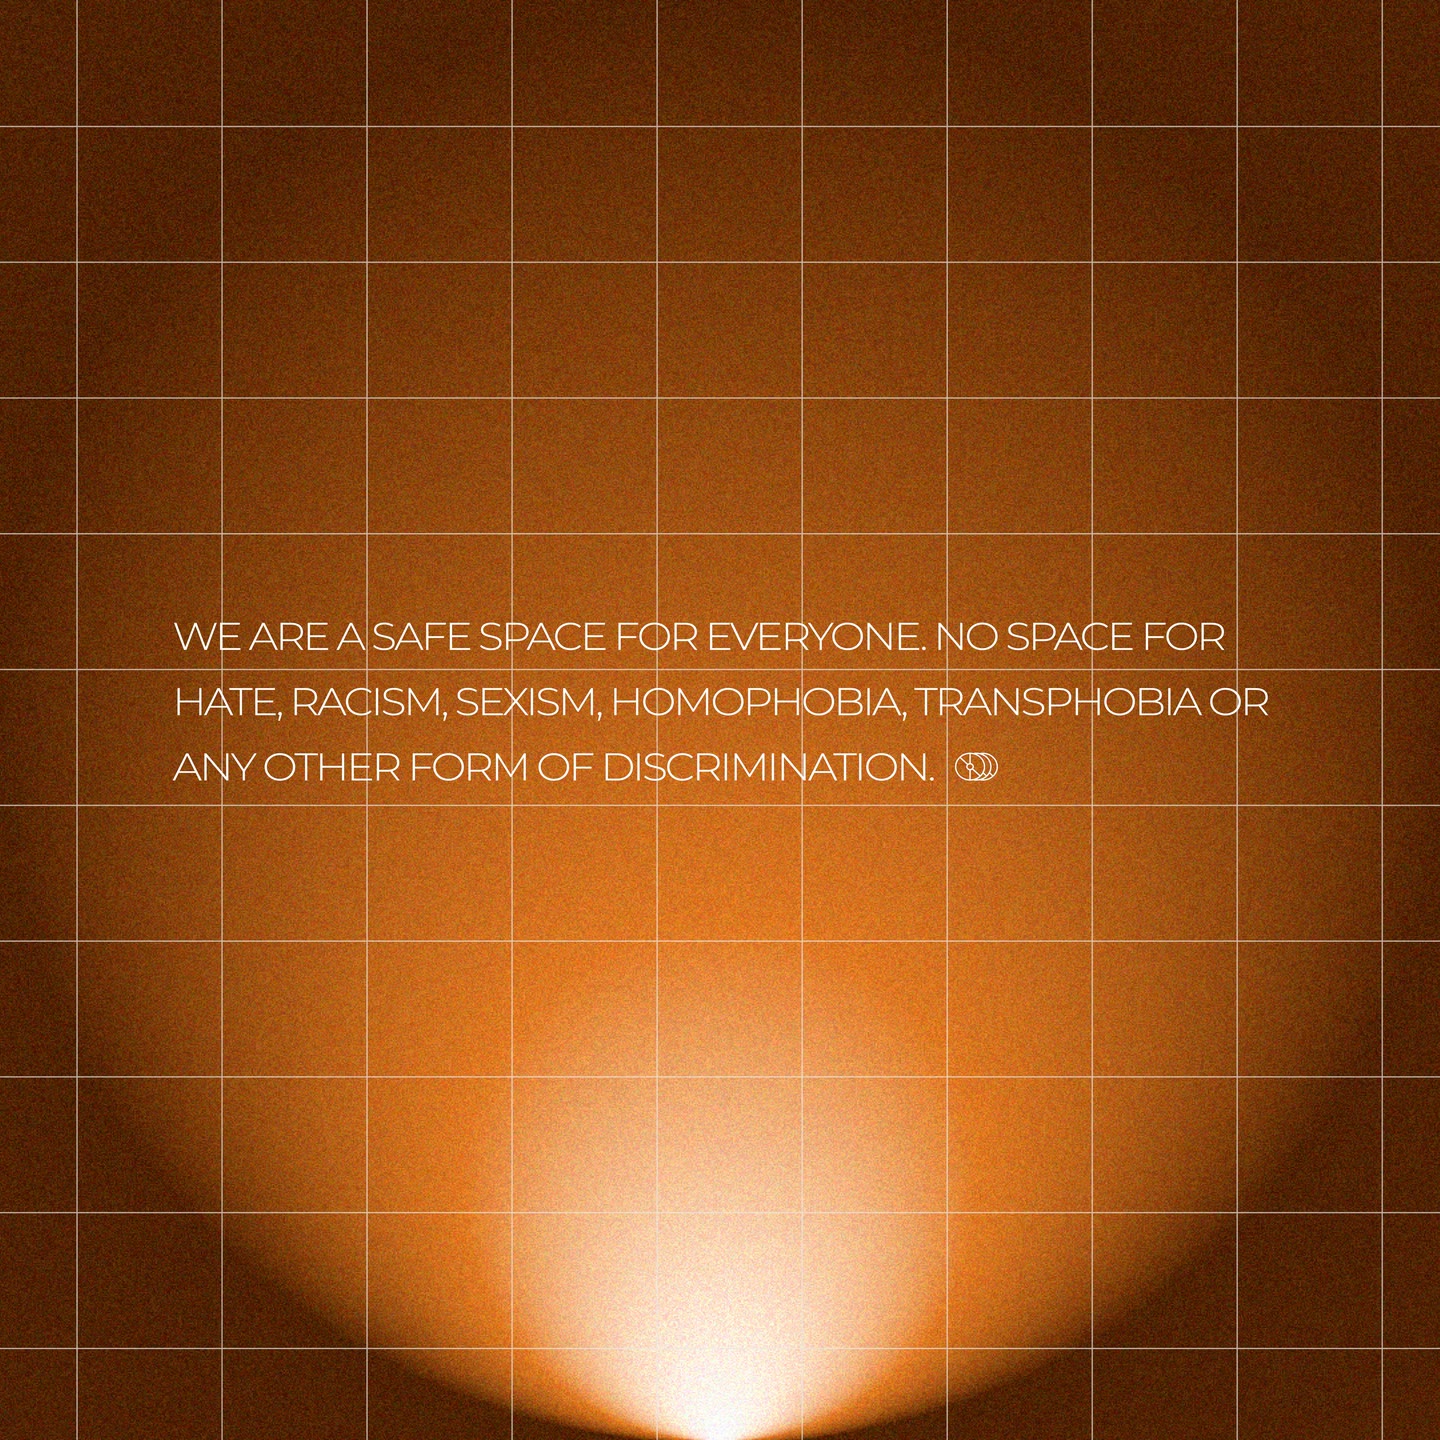 WE ARE A SAFE SPACE FOR EVERYONE. NO SPACE FOR
HATE, RACISM, SEXISM, HOMOPHOBIA, TRANSPHOBIA OR
ANY OTHER FORM OF DISCRIMINATION.